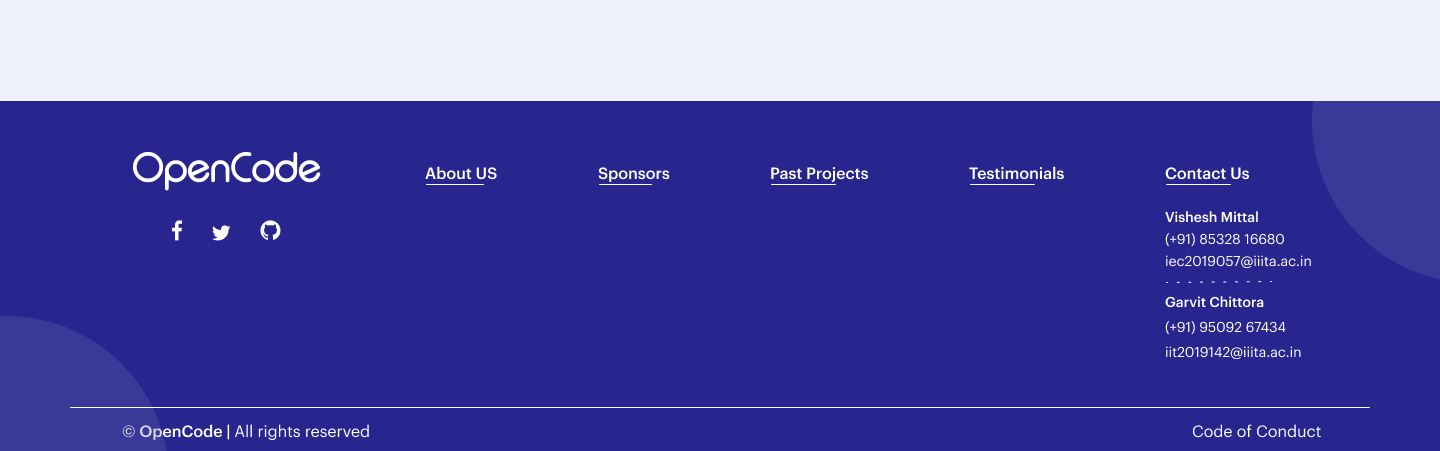 OpenCode
About US
Sponsors
Past Projects
Testimonials
Contact Us
Vishesh Mittal
(+91) 85328 16680
iec2019057@iiita.ac.in
Garvit Chittora
(+91) 95092 67434
iit2019142@iiita.ac.in
© OpenCode | All rights reserved
Code of Conduct